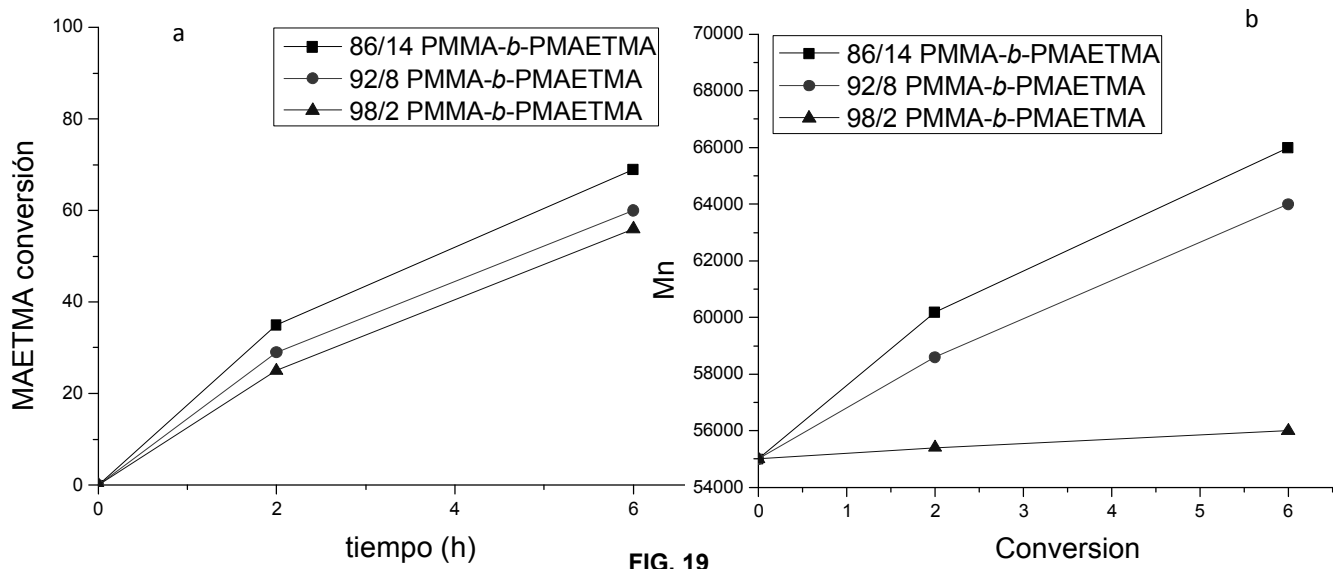 a
86/14 PMMA-b-PMAETMA
92/8 PMMA-b-PMAETMA
98/2 PMMA-b-PMAETMA
MAETMA conversión
100
80
60
40
20
0
0 2 4 6
tiempo (h)
b
86/14 PMMA-b-PMAETMA
92/8 PMMA-b-PMAETMA
98/2 PMMA-b-PMAETMA
Mn
70000
68000
66000
64000
62000
60000
58000
56000
54000
0 1 2 3 4 5 6
Conversion
FIG. 19